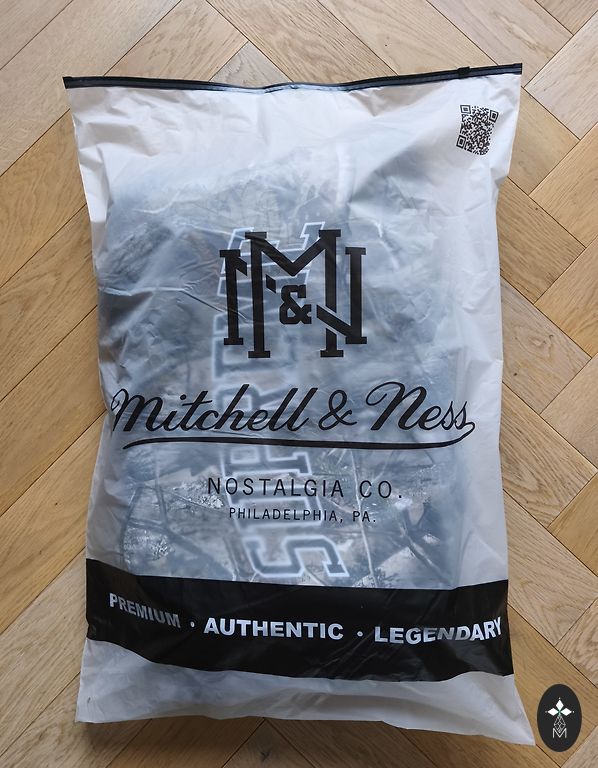 M&N
Mitchell & Ness
NOSTALGIA CO.
PHILADELPHIA, PA.
PREMIUM • AUTHENTIC • LEGENDARY